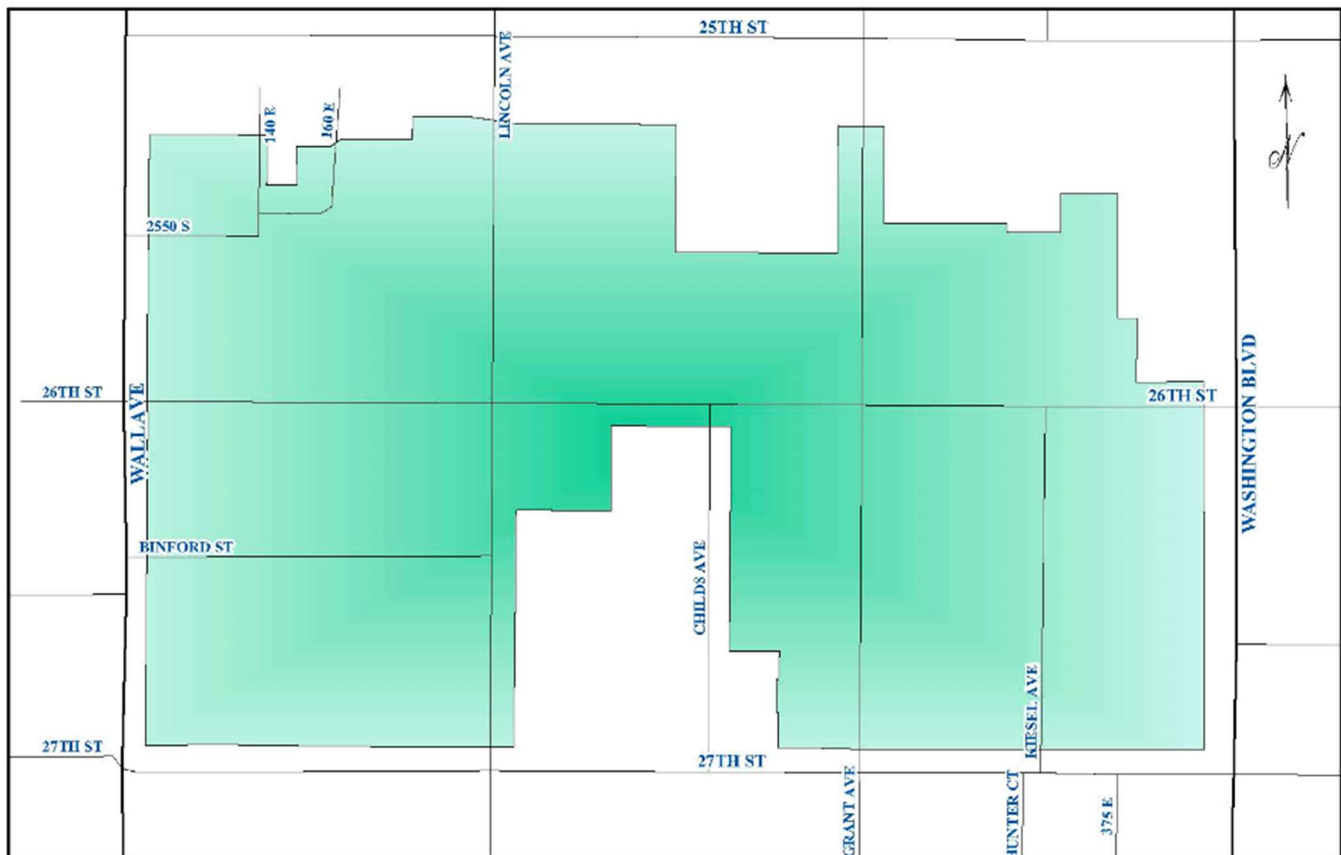 25TH ST
LINCOLN AVE
140 E
160 E
N
2550 S
26TH ST
WALL AVE
26TH ST
WASHINGTON BLVD
BINFORD ST
CHILDS AVE
KIESEL AVE
27TH ST
27TH ST
GRANT AVE
HUNTER CT
375 E